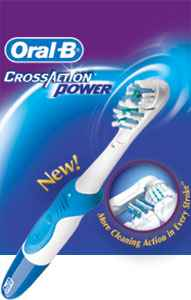 Oral-B
CROSSACTION
POWER
New!
More Cleaning Action in Every Stroke